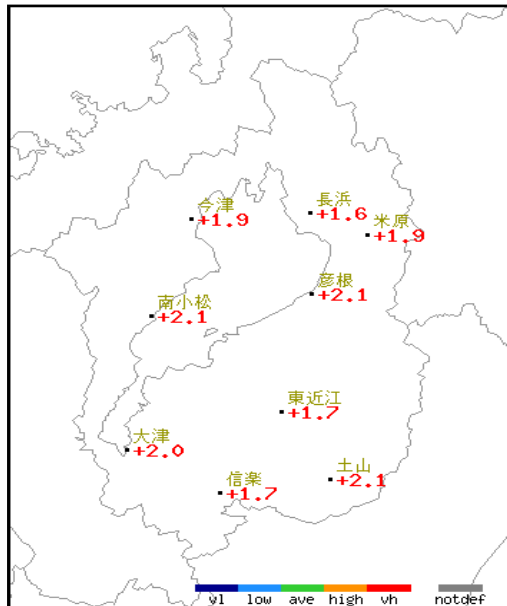 今津
+1.9
長浜
+1.6
米原
+1.9
彦根
+2.1
南小松
+2.1
東近江
+1.7
大津
+2.0
土山
+2.1
信楽
+1.7
vl low ave high vh notdef